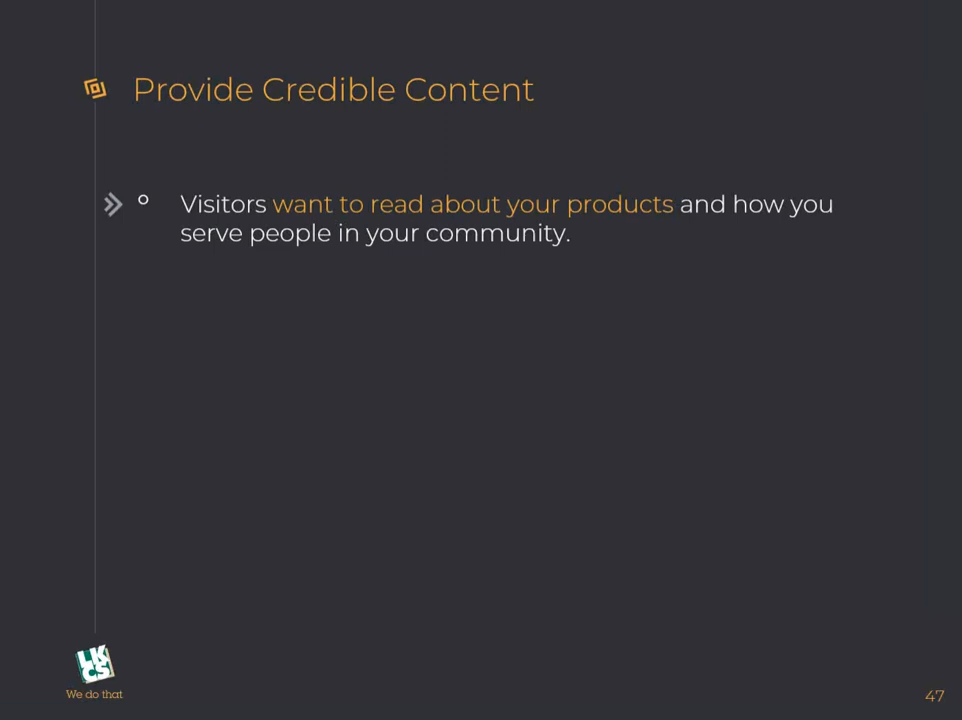 Provide Credible Content
° Visitors want to read about your products and how you
serve people in your community.
LKCS
We do that
47